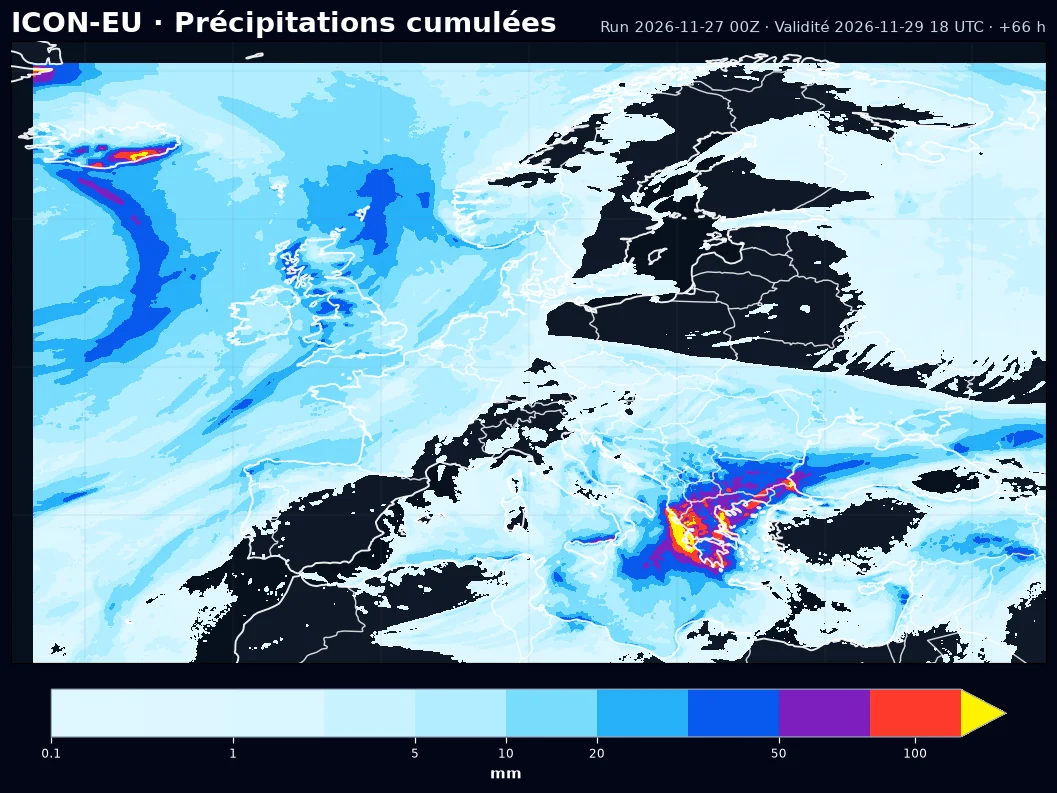 ICON-EU · Précipitations cumulées
Run 2026-11-27 00Z · Validité 2026-11-29 18 UTC · +66 h
0.1 1 5 10 20 50 100
mm